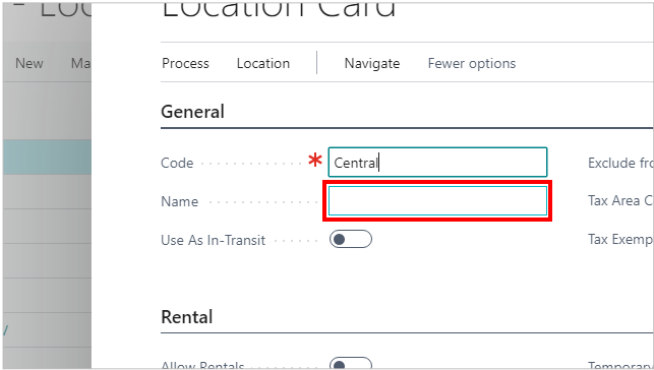 Location Card
New Ma Process Location Navigate Fewer options
General
Code * Central Exclude fro
Name Tax Area C
Use As In-Transit Tax Exemp
Rental
Allow Rentals Temporary